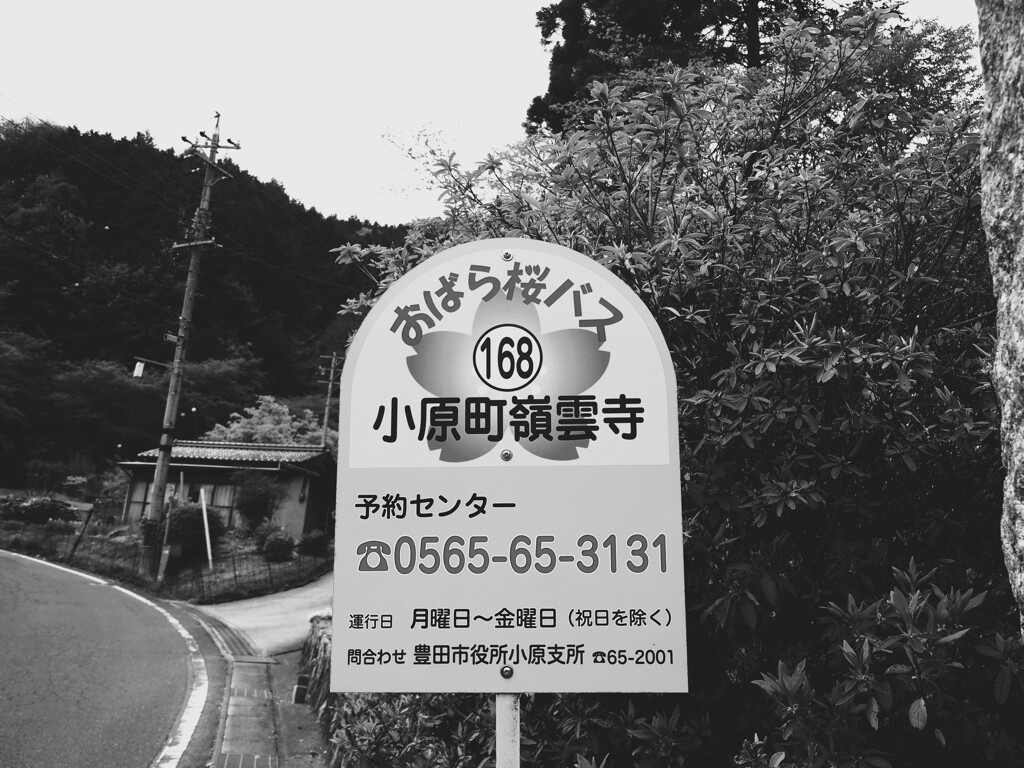 おばら桜バス
168
小原町嶺雲寺
予約センター
☎0565-65-3131
運行日 月曜日～金曜日（祝日を除く）
問合わせ 豊田市役所小原支所 ☎65-2001